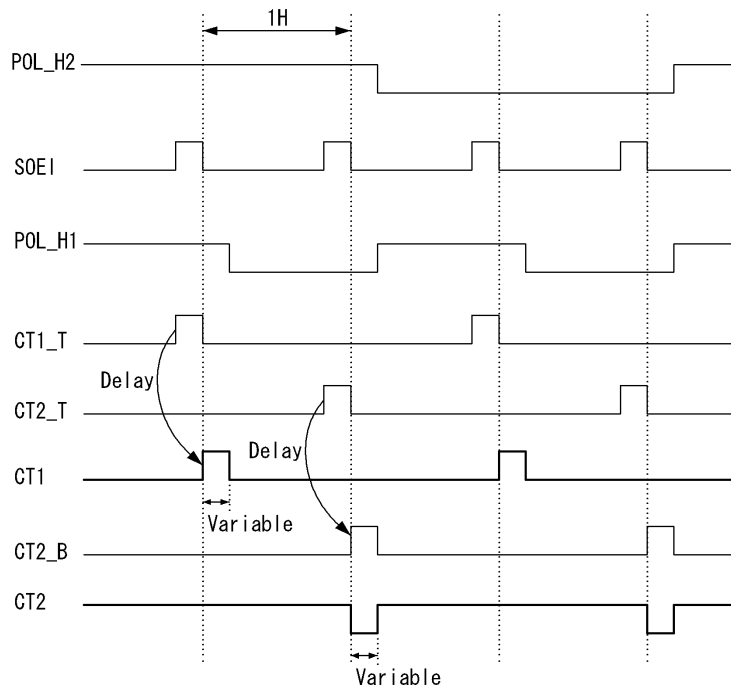 1H
POL_H2
SOEI
POL_H1
CT1_T
Delay
CT2_T
Delay
CT1
Variable
CT2_B
CT2
Variable